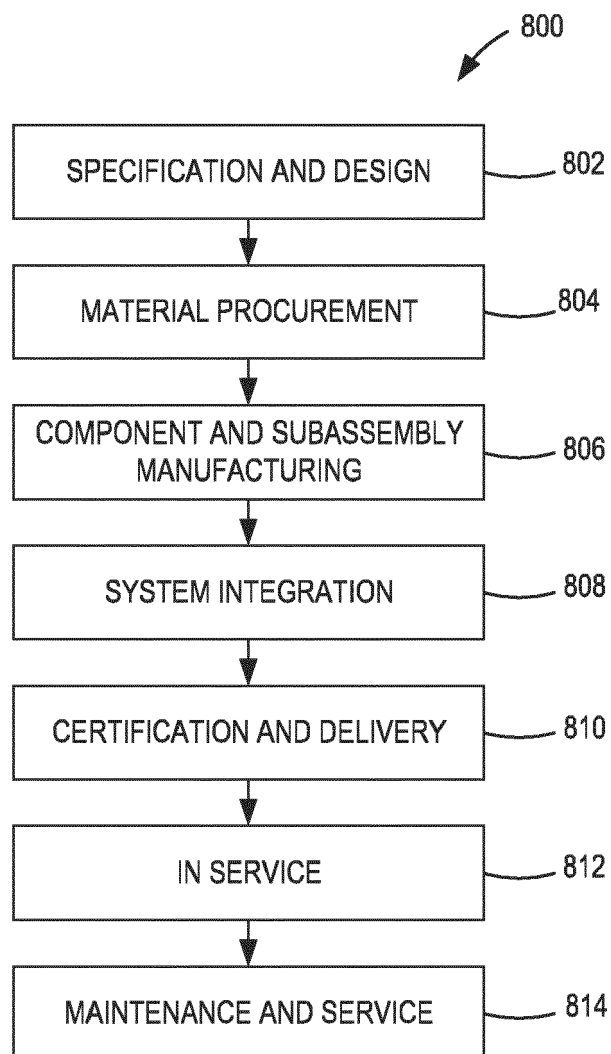 800
SPECIFICATION AND DESIGN
802
MATERIAL PROCUREMENT
804
COMPONENT AND SUBASSEMBLY
MANUFACTURING
806
SYSTEM INTEGRATION
808
CERTIFICATION AND DELIVERY
810
IN SERVICE
812
MAINTENANCE AND SERVICE
814